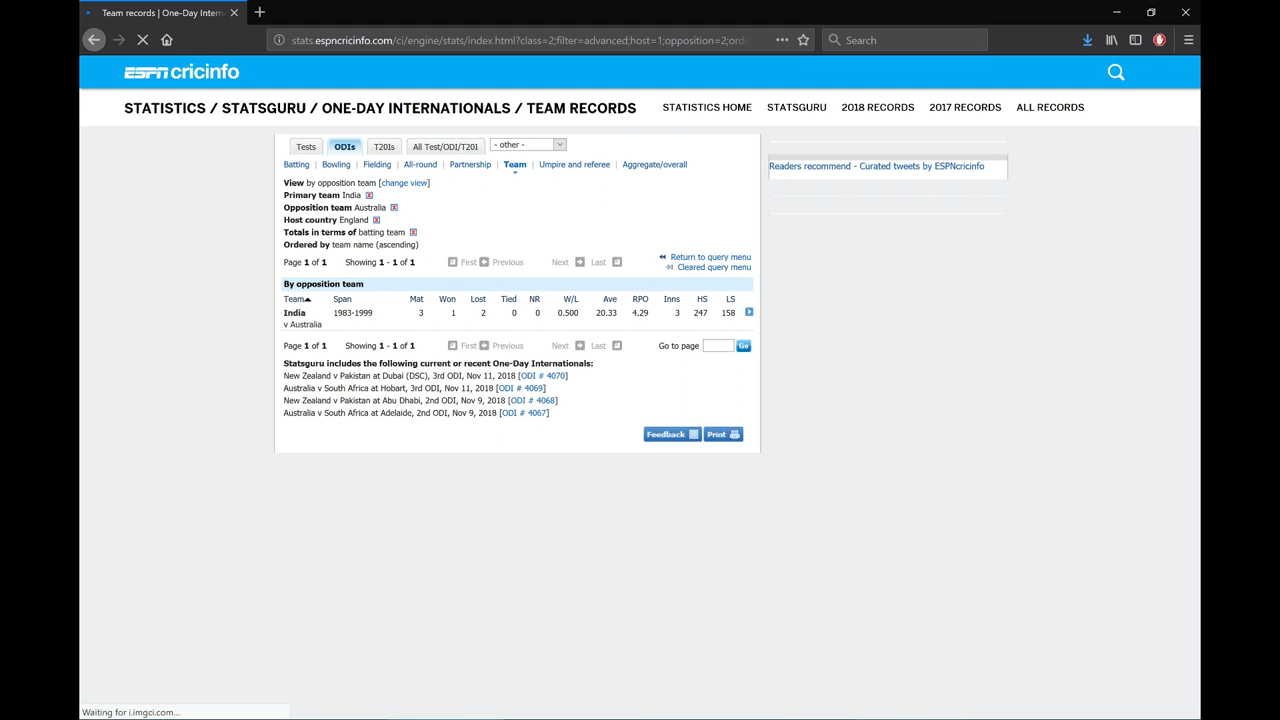 Team records | One-Day Intern
stats.espncricinfo.com/ci/engine/stats/index.html?class=2;filter=advanced;host=1;opposition=2;ord
Search
ESPN cricinfo
STATISTICS / STATSGURU / ONE-DAY INTERNATIONALS / TEAM RECORDS
STATISTICS HOME STATSGURU 2018 RECORDS 2017 RECORDS ALL RECORDS
Tests ODIs T20Is All Test/ODI/T20I - other -
Batting | Bowling | Fielding | All-round | Partnership | Team | Umpire and referee | Aggregate/overall
View by opposition team [change view]
Primary team India
Opposition team Australia
Host country England
Totals in terms of batting team
Ordered by team name (ascending)
Page 1 of 1 Showing 1 - 1 of 1 First Previous Next Last Return to query menu
Cleared query menu
By opposition team
Team Span Mat Won Lost Tied NR W/L Ave RPO Inns HS LS
India 1983-1999 3 1 2 0 0 0.500 20.33 4.29 3 247 158
v Australia
Page 1 of 1 Showing 1 - 1 of 1 First Previous Next Last Go to page Go
Statsguru includes the following current or recent One-Day Internationals:
New Zealand v Pakistan at Dubai (DSC), 3rd ODI, Nov 11, 2018 [ODI # 4070]
Australia v South Africa at Hobart, 3rd ODI, Nov 11, 2018 [ODI # 4069]
New Zealand v Pakistan at Abu Dhabi, 2nd ODI, Nov 9, 2018 [ODI # 4068]
Australia v South Africa at Adelaide, 2nd ODI, Nov 9, 2018 [ODI # 4067]
Feedback Print
Readers recommend - Curated tweets by ESPNcricinfo
Waiting for i.imgci.com...